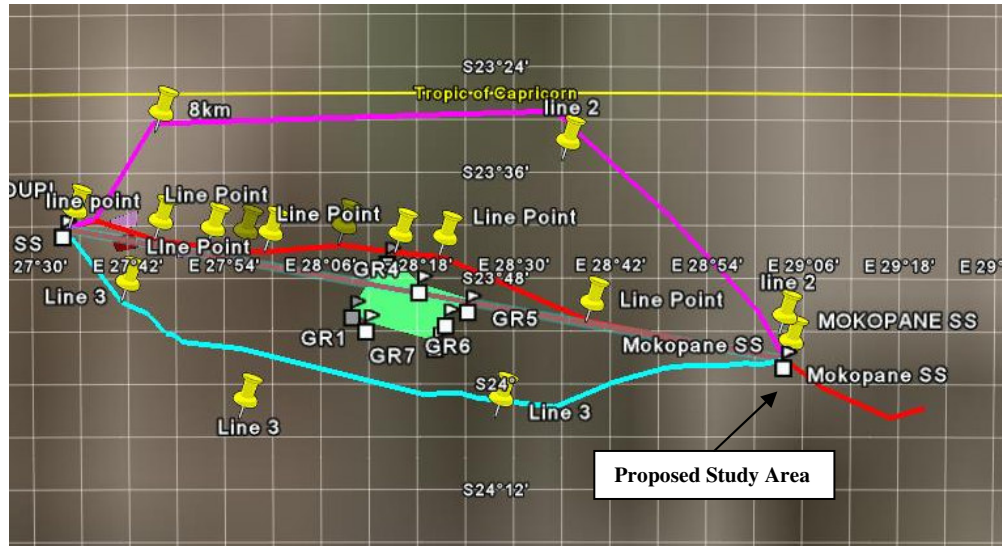 S23°24'
Tropic of Capricorn
8km
line 2
S23°36'
line point
Line Point
Line Point
Line Point
SS
LIne Point
27°30' E 27°42' E 27°54' E 28°06' E 28°18' E 28°30' E 28°42' E 28°54' E 29°06' E 29°18' E 29°
GR4
S23°48'
Line 3
line 2
Line Point
GR5
MOKOPANE SS
GR1
GR6
GR7
Mokopane SS
Mokopane SS
S24°
Line 3
Line 3
Proposed Study Area
S24°12'